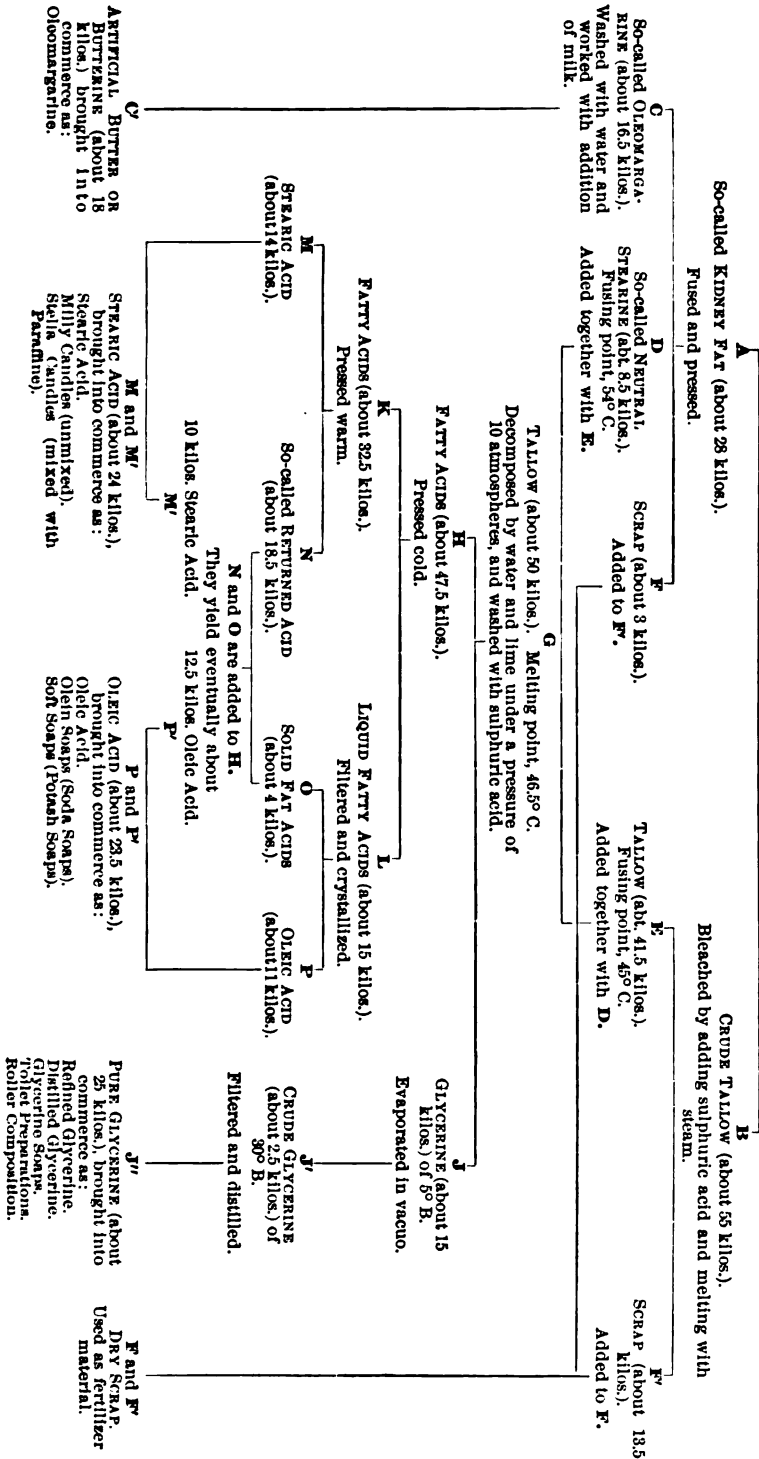 A
So-called KIDNEY FAT (about 28 kilos.).
Fused and pressed.
B
CRUDE TALLOW (about 55 kilos.).
Bleached by adding sulphuric acid and melting with
steam.
C
So-called OLEOMARGA-
RINE (about 16.5 kilos.).
Washed with water and
worked with addition
of milk.
D
So-called NEUTRAL
STEARINE (abt. 8.5 kilos.).
Fusing point, 54° C.
Added together with E.
F
SCRAP (about 3 kilos.).
Added to F'.
E
TALLOW (abt. 41.5 kilos.).
Fusing point, 45° C.
Added together with D.
F'
SCRAP (about 13.5
kilos.).
Added to F.
G
TALLOW (about 50 kilos.). Melting point, 46.5° C.
Decomposed by water and lime under a pressure of
10 atmospheres, and washed with sulphuric acid.
H
FATTY ACIDS (about 47.5 kilos.).
Pressed cold.
J
GLYCERINE (about 15
kilos.) of 5° B.
Evaporated in vacuo.
K
FATTY ACIDS (about 32.5 kilos.).
Pressed warm.
L
LIQUID FATTY ACIDS (about 15 kilos.).
Filtered and crystallized.
M
STEARIC ACID
(about 14 kilos.).
N
So-called RETURNED ACID
(about 18.5 kilos.).
O
SOLID FAT ACIDS
(about 4 kilos.).
P
OLEIC ACID
(about 11 kilos.).
J'
CRUDE GLYCERINE
(about 2.5 kilos.) of
30° B.
Filtered and distilled.
N and O are added to H.
They yield eventually about
10 kilos. Stearic Acid. 12.5 kilos. Oleic Acid.
M'
P'
C'
ARTIFICIAL BUTTER OR
BUTTERINE (about 18
kilos.) brought into
commerce as:
Oleomargarine.
M and M'
STEARIC ACID (about 24 kilos.),
brought into commerce as:
Stearic Acid.
Milly Candles (unmixed).
Stella Candles (mixed with
Paraffine).
P and P'
OLEIC ACID (about 23.5 kilos.),
brought into commerce as:
Oleic Acid.
Olein Soaps (Soda Soaps).
Soft Soaps (Potash Soaps).
J''
PURE GLYCERINE (about
25 kilos.), brought into
commerce as:
Refined Glycerine.
Distilled Glycerine.
Glycerine Soaps.
Toilet Preparations.
Roller Composition.
F and F'
DRY SCRAP.
Used as fertilizer
material.